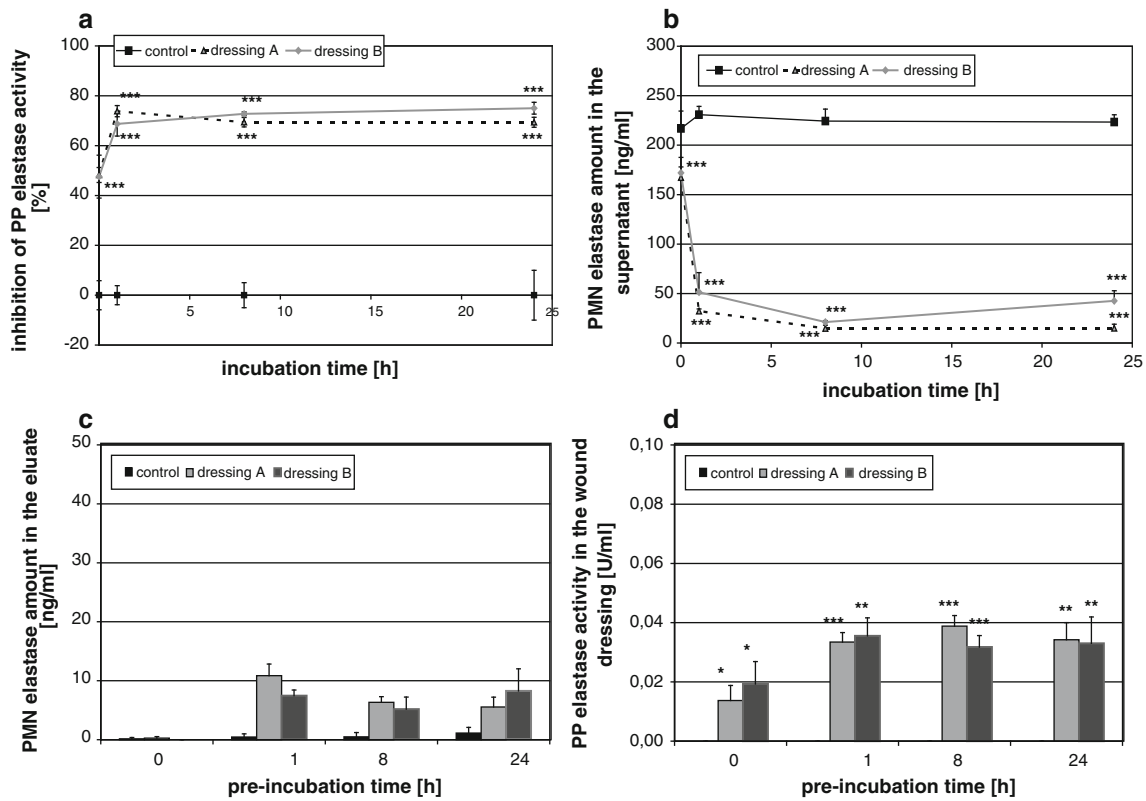 a
control dressing A dressing B
inhibition of PP elastase activity
[%]
100
80
60
40
20
0
-20
***
***
***
***
***
***
***
5
10
15
20
25
incubation time [h]
b
control dressing A dressing B
PMN elastase amount in the
supernatant [ng/ml]
300
250
200
150
100
50
0
***
***
***
***
***
***
***
0 5 10 15 20 25
incubation time [h]
c
control dressing A dressing B
PMN elastase amount in the eluate
[ng/ml]
50
40
30
20
10
0
0 1 8 24
pre-incubation time [h]
d
control dressing A dressing B
PP elastase activity in the wound
dressing [U/ml]
0,10
0,08
0,06
0,04
0,02
0,00
* * *** ** *** *** ** **
0 1 8 24
pre-incubation time [h]